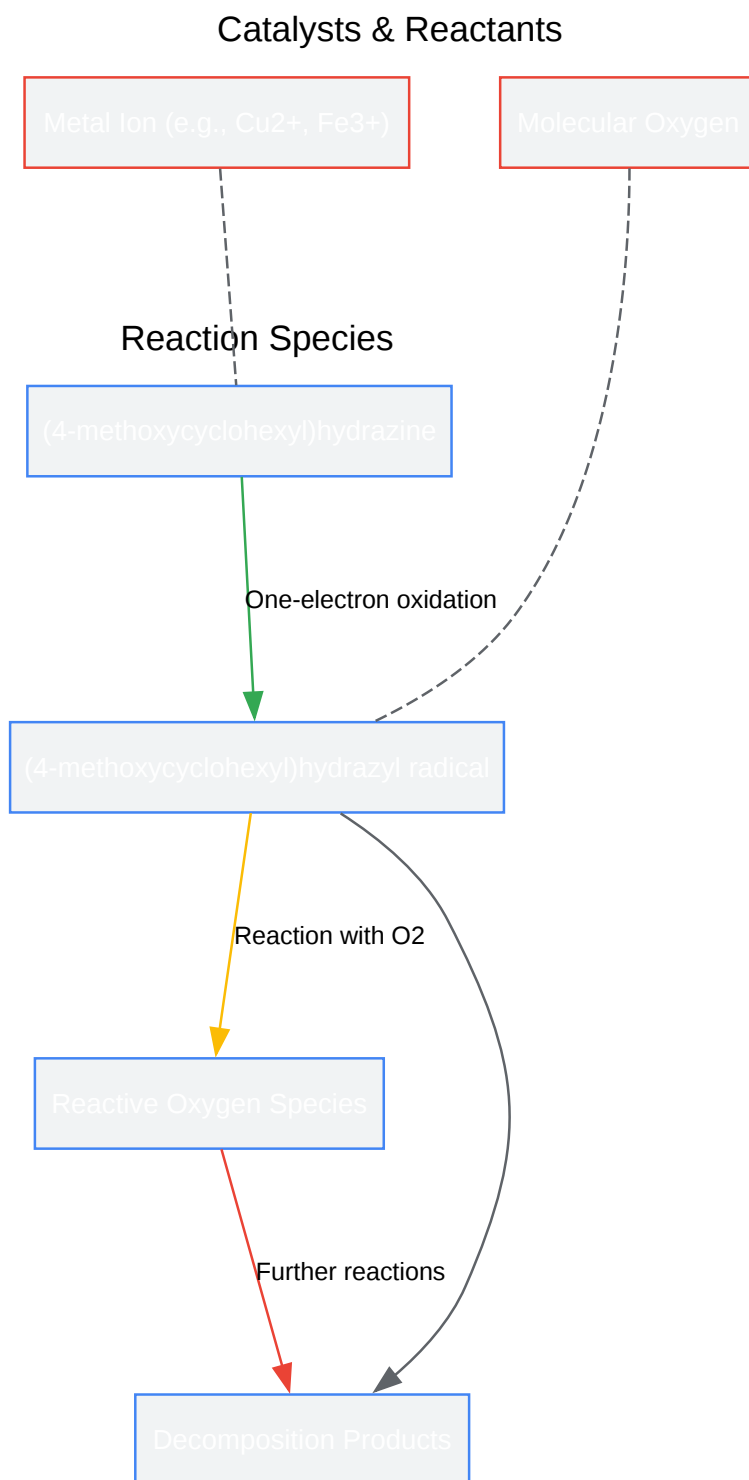 Catalysts & Reactants
Metal Ion (e.g., Cu2+, Fe3+)
Molecular Oxygen
Reaction Species
(4-methoxycyclohexyl)hydrazine
One-electron oxidation
(4-methoxycyclohexyl)hydrazyl radical
Reaction with O2
Reactive Oxygen Species
Further reactions
Decomposition Products